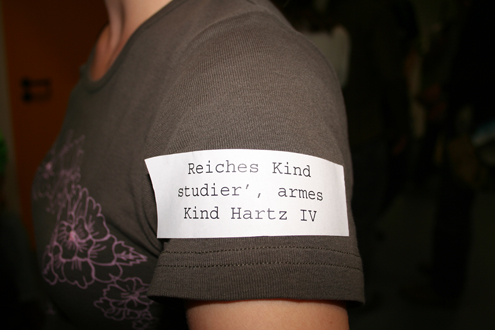 Reiches Kind
studier', armes
Kind Hartz IV